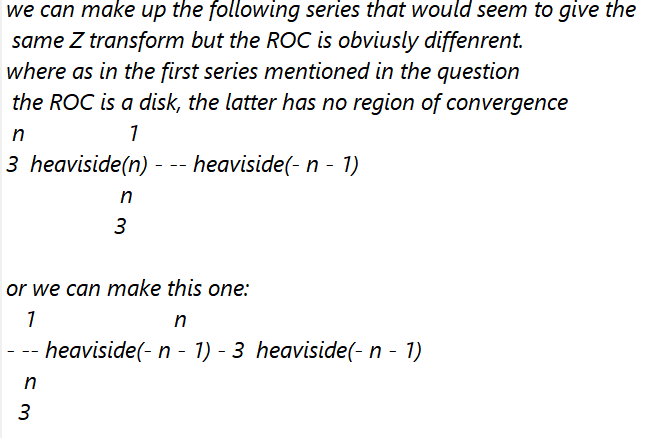 we can make up the following series that would seem to give the
same Z transform but the ROC is obviusly diffenrent.
where as in the first series mentioned in the question
the ROC is a disk, the latter has no region of convergence
n 1
3 heaviside(n) - -- heaviside(- n - 1)
n
3
or we can make this one:
1 n
- -- heaviside(- n - 1) - 3 heaviside(- n - 1)
n
3